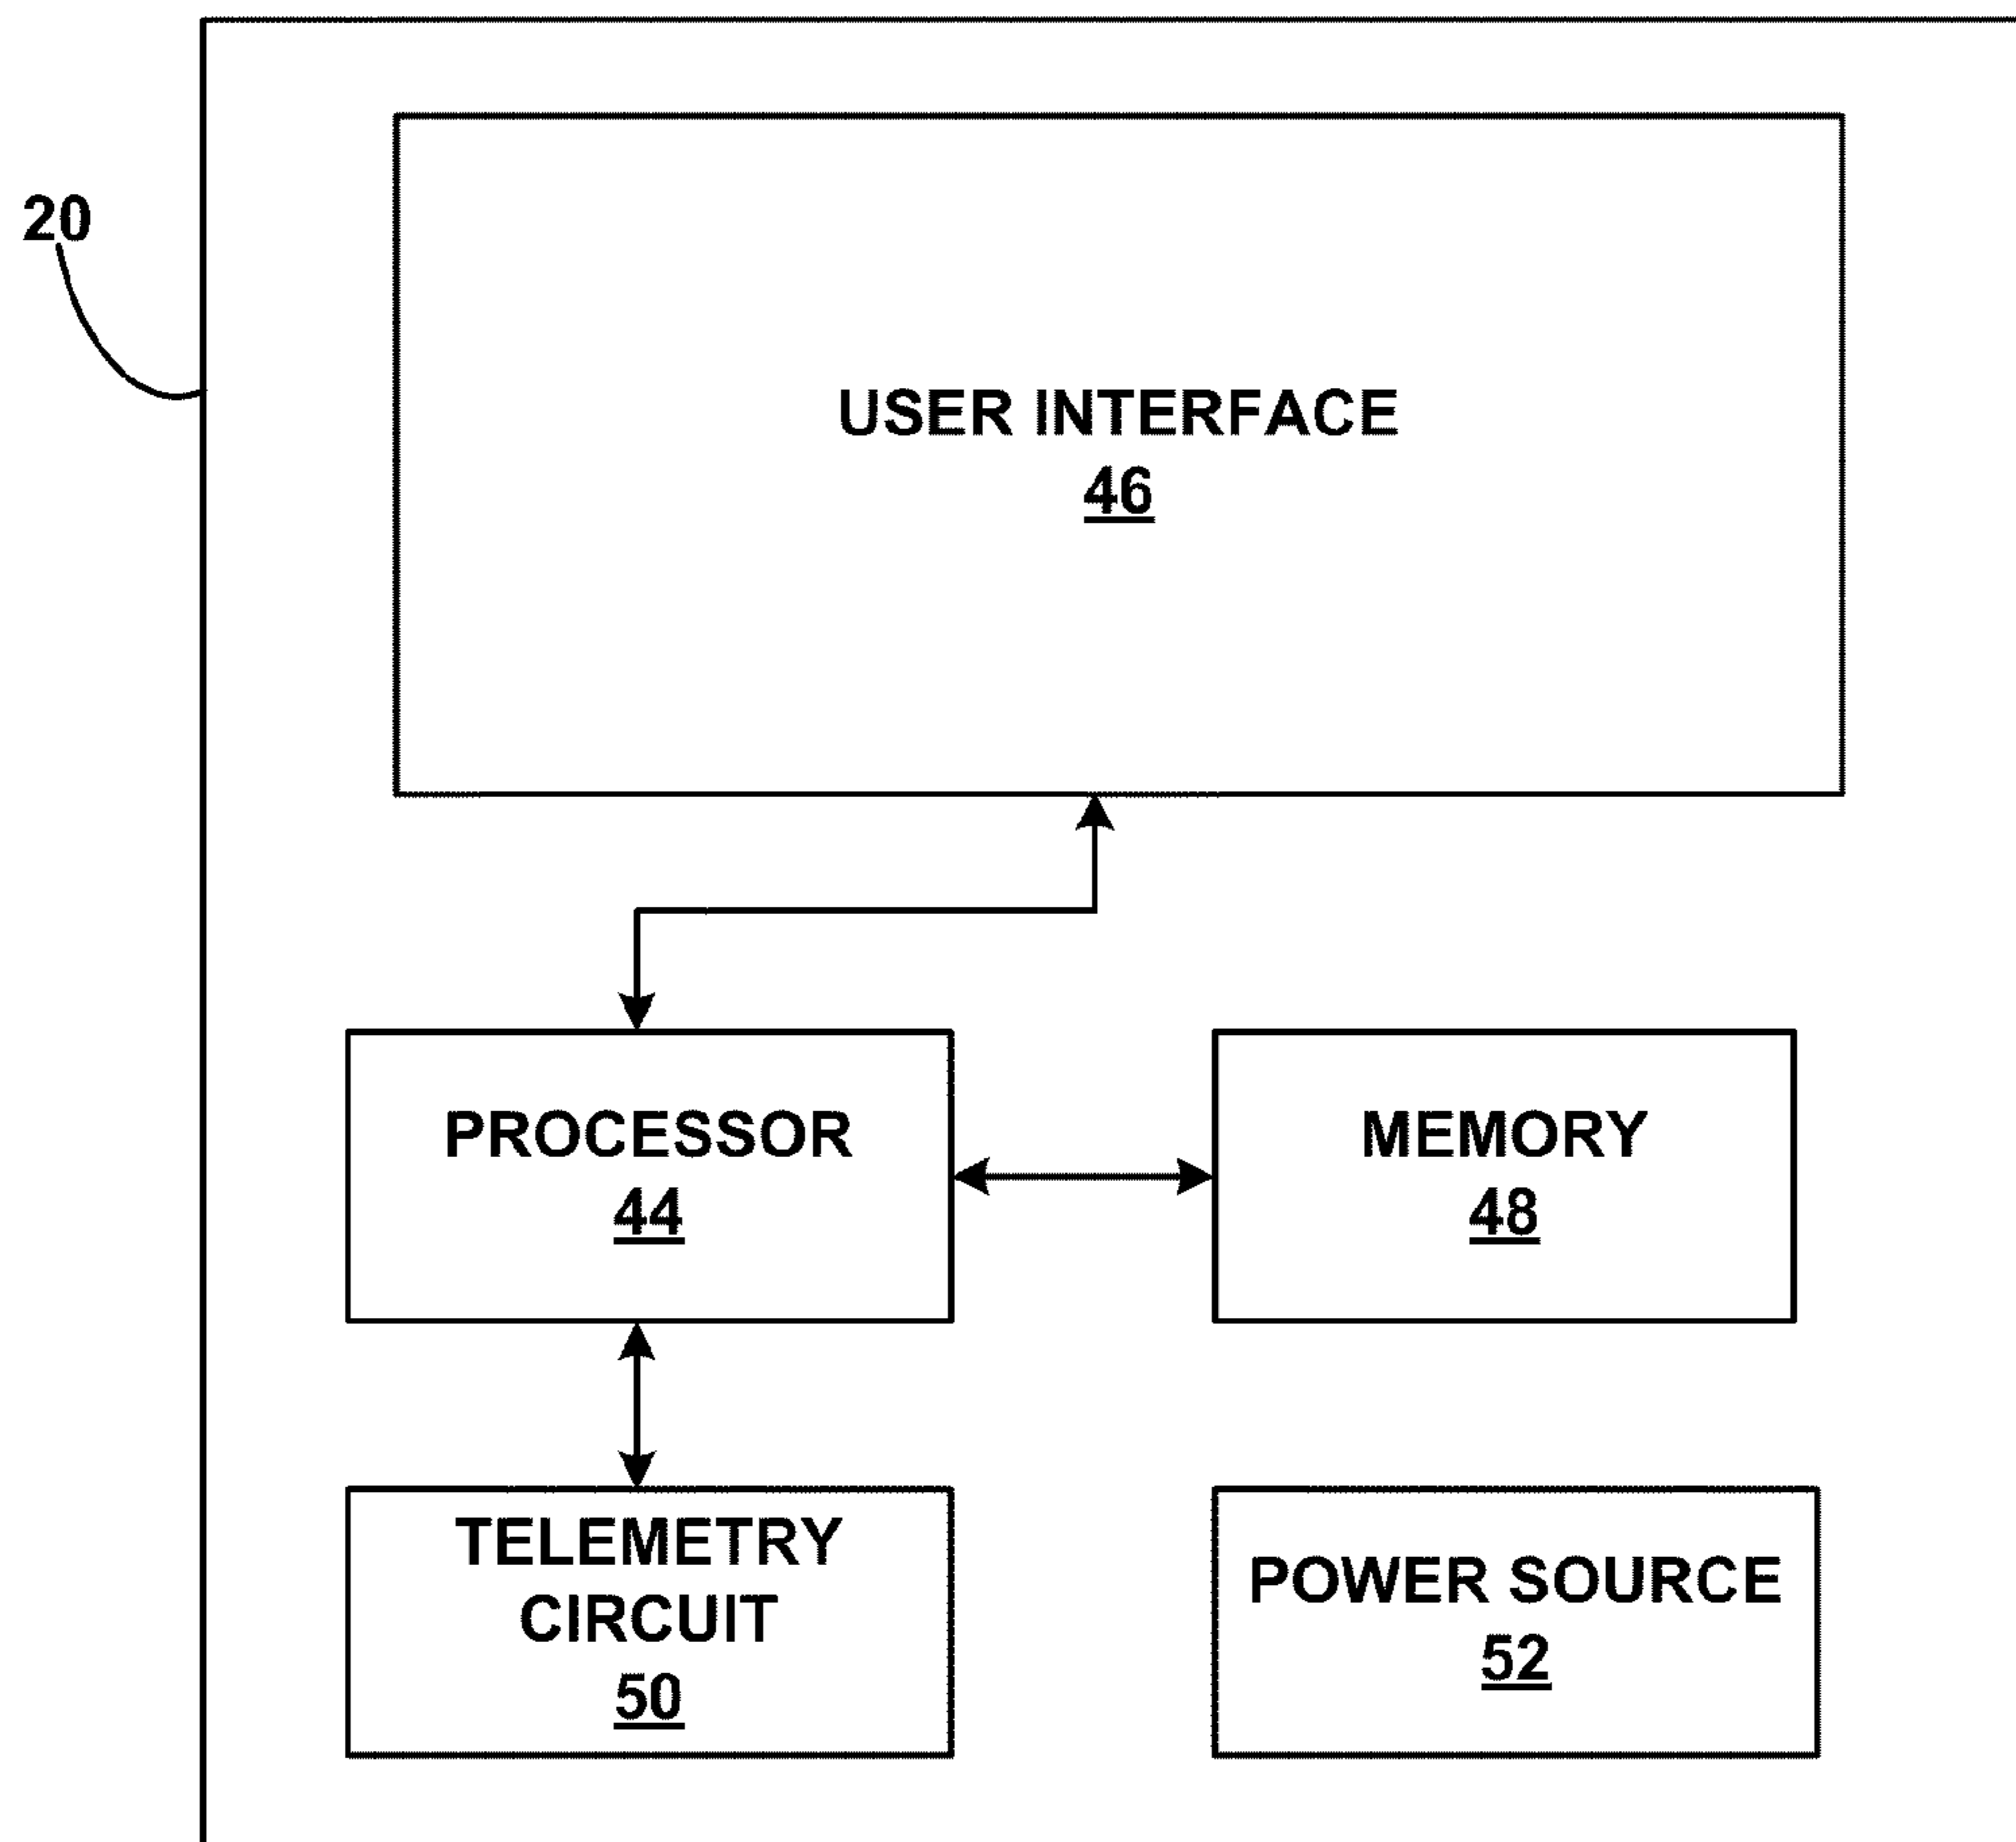 20
USER INTERFACE
46
PROCESSOR
44
MEMORY
48
TELEMETRY
CIRCUIT
50
POWER SOURCE
52